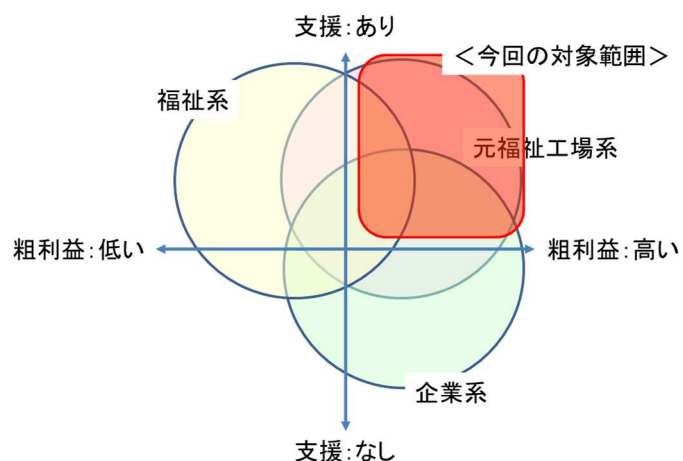 支援:あり
＜今回の対象範囲＞
福祉系
元福祉工場系
粗利益:低い
粗利益:高い
企業系
支援:なし